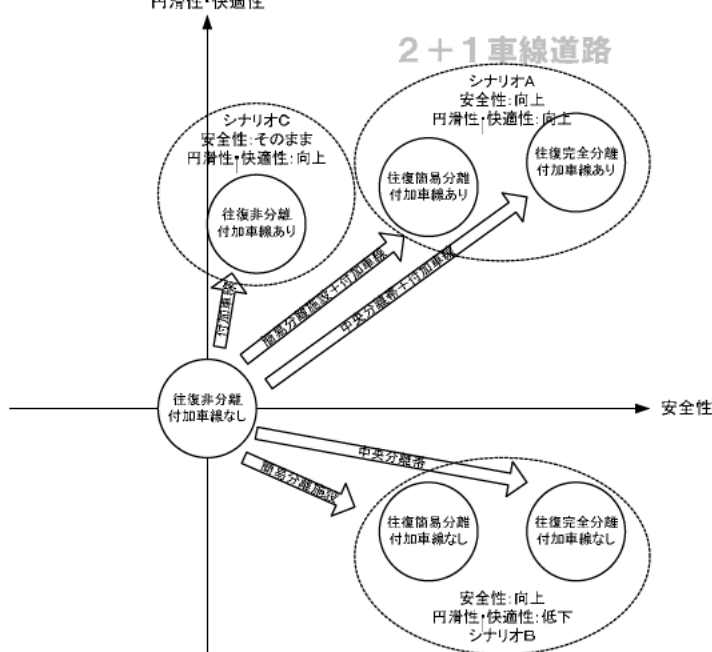 円滑性・快適性
2+1車線道路
シナリオA
安全性:向上
円滑性・快適性:向上
往復簡易分離
付加車線あり
往復完全分離
付加車線あり
シナリオC
安全性:そのまま
円滑性・快適性:向上
往復非分離
付加車線あり
付加車線
簡易分離施設+付加車線
中央分離帯+付加車線
往復非分離
付加車線なし
安全性
中央分離帯
簡易分離施設
往復簡易分離
付加車線なし
往復完全分離
付加車線なし
安全性:向上
円滑性・快適性:低下
シナリオB